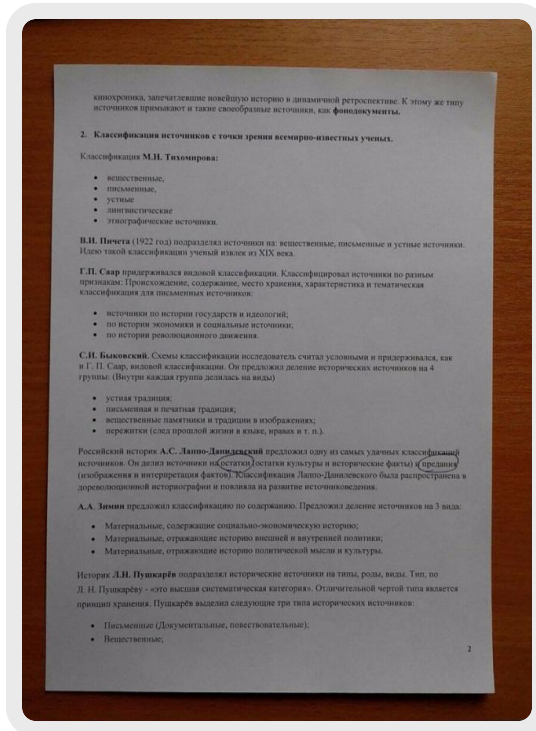 кинохроника, запечатлевшие новейшую историю в динамичной ретроспективе. К этому же типу
источников примыкают и такие своеобразные источники, как фонодокументы.
2. Классификация источников с точки зрения всемирно-известных ученых.
Классификация М.Н. Тихомирова:
• вещественные,
• письменные,
• устные
• лингвистические
• этнографические источники.
В.И. Пичета (1922 год) подразделял источники на: вещественные, письменные и устные источники.
Идею такой классификации ученый извлек из XIX века.
Г.П. Саар придерживался видовой классификации. Классифицировал источники по разным
признакам: Происхождение, содержание, место хранения, характеристика и тематическая
классификация для письменных источников:
• источники по истории государств и идеологий;
• по истории экономики и социальные источники;
• по истории революционного движения.
С.Н. Быковский. Схемы классификации исследователь считал условными и придерживался, как
и Г. П. Саар, видовой классификации. Он предложил деление исторических источников на 4
группы: (Внутри каждая группа делилась на виды)
• устная традиция;
• письменная и печатная традиция;
• вещественные памятники и традиции в изображениях;
• пережитки (след прошлой жизни в языке, нравах и т. п.).
Российский историк А.С. Лаппо-Данилевский предложил одну из самых удачных классификаций
источников. Он делил источники на остатки (остатки культуры и исторические факты) и предания
(изображения и интерпретация фактов). Классификация Лаппо-Данилевского была распространена в
дореволюционной историографии и повлияла на развитие источниковедения.
А.А. Зимин предложил классификацию по содержанию. Предложил деление источников на 3 вида:
• Материальные, содержащие социально-экономическую историю;
• Материальные, отражающие историю внешней и внутренней политики;
• Материальные, отражающие историю политической мысли и культуры.
Историк Л.Н. Пушкарёв подразделял исторические источники на типы, роды, виды. Тип, по
Л. Н. Пушкарёву - «это высшая систематическая категория». Отличительной чертой типа является
принцип хранения. Пушкарёв выделил следующие три типа исторических источников:
• Письменные (Документальные, повествовательные);
• Вещественные;
2